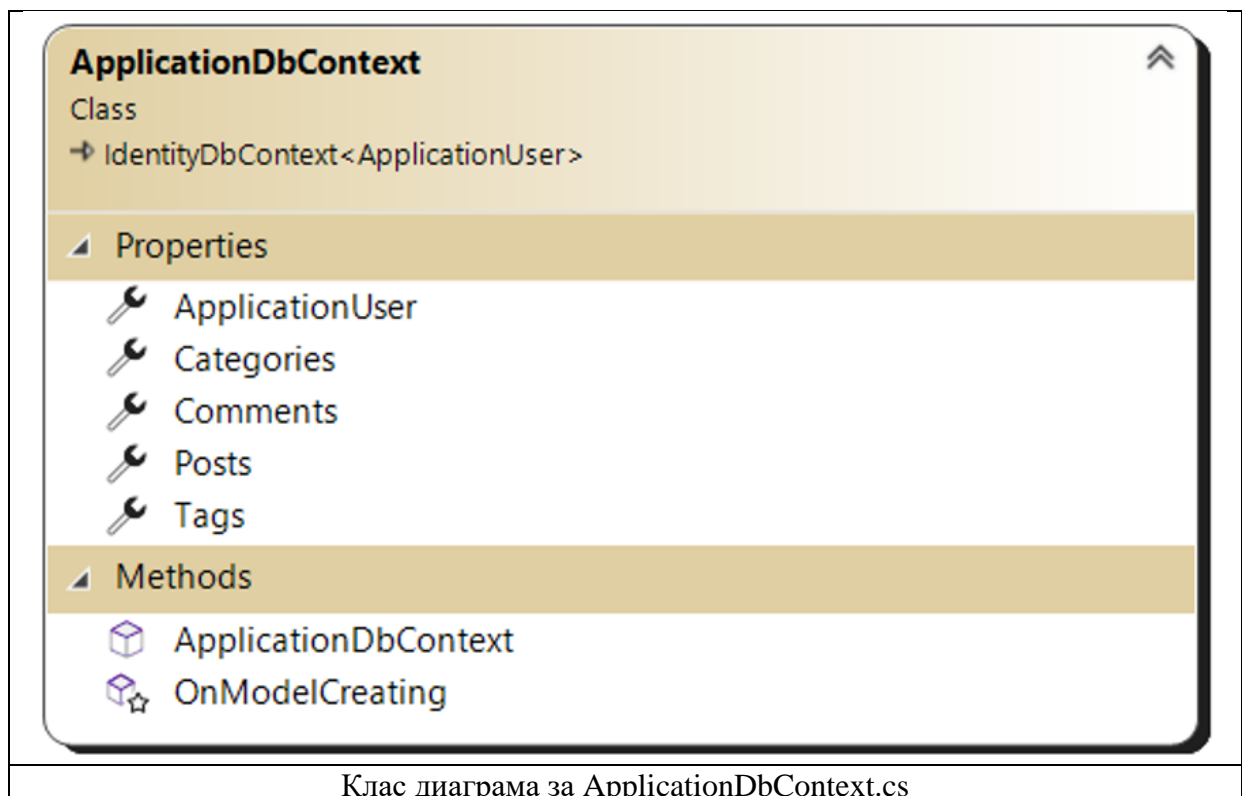 ApplicationDbContext
Class
IdentityDbContext<ApplicationUser>
Properties
ApplicationUser
Categories
Comments
Posts
Tags
Methods
ApplicationDbContext
OnModelCreating
Клас диаграма за ApplicationDbContext.cs